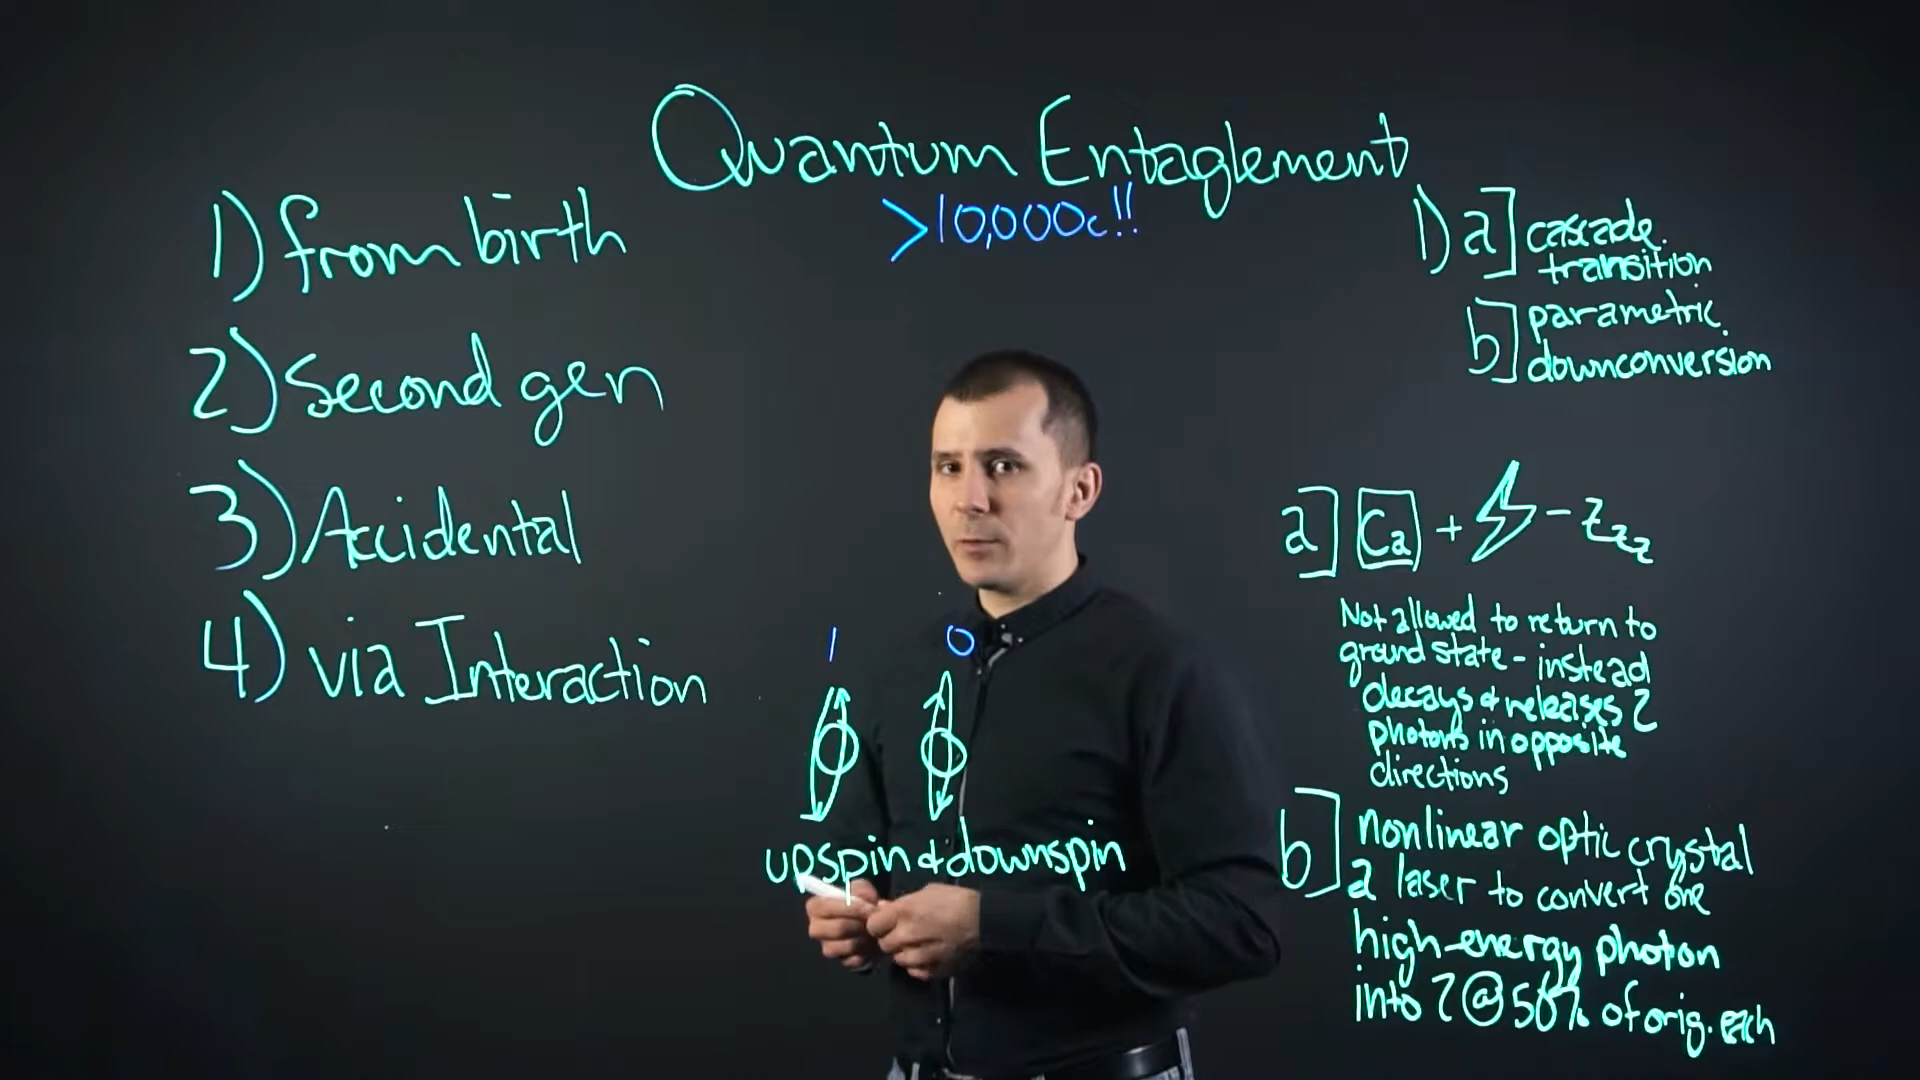 Quantum Entaglement
>10,000c!!
1) from birth
2) Second gen
3) Accidental
4) via Interaction
1) a] cascade
transition
b] parametric
downconversion
a] Ca + - Zzzz
Not allowed to return to
ground state - instead
decays & releases 2
photons in opposite
directions
b] nonlinear optic crystal
a laser to convert one
high-energy photon
into 2 @ 50% of orig. each
1 0
upspin & downspin